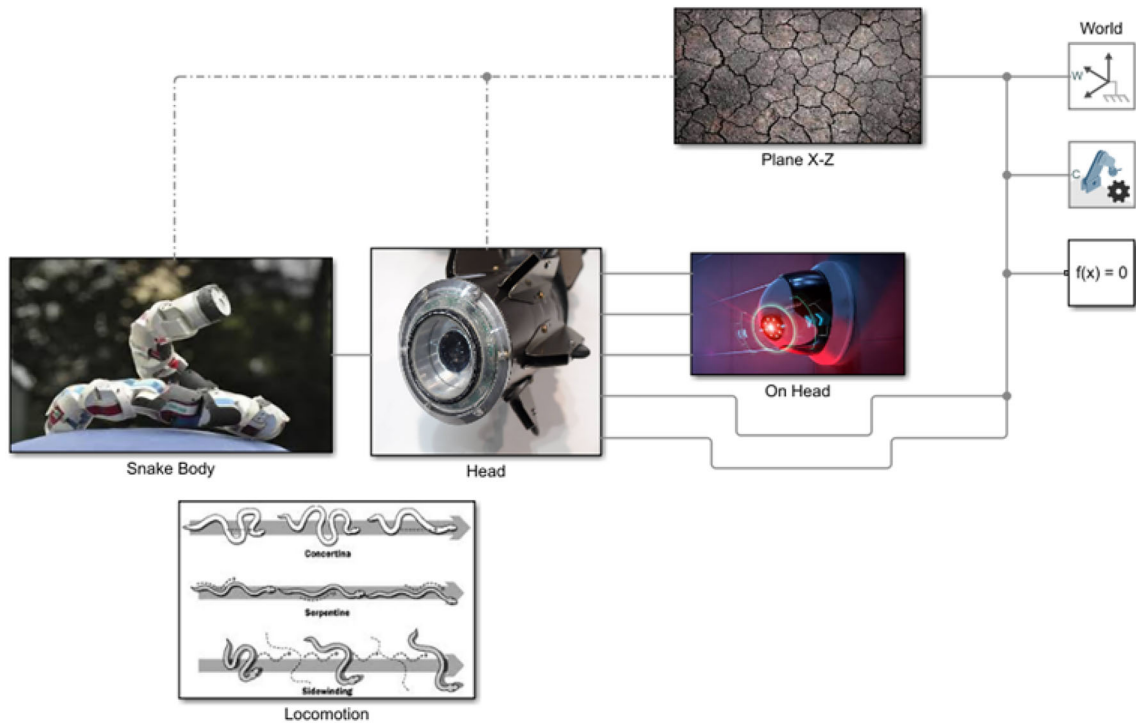 World
W
Plane X-Z
C
f(x) = 0
On Head
Snake Body
Head
Concertina
Serpentine
Sidewinding
Locomotion